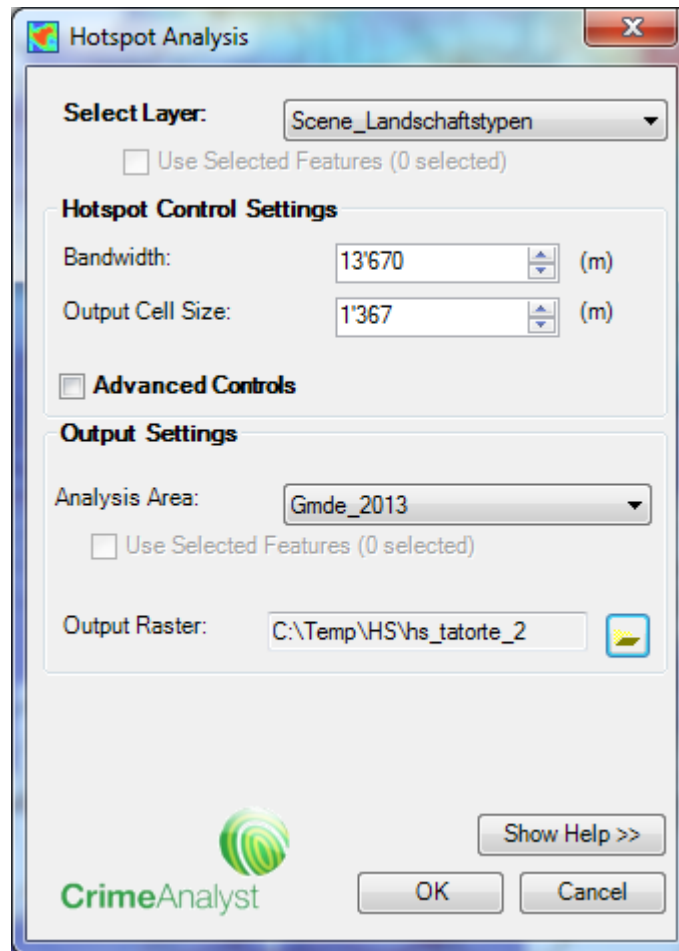 Hotspot Analysis
Select Layer: Scene_Landschaftstypen
Use Selected Features (0 selected)
Hotspot Control Settings
Bandwidth: 13'670 (m)
Output Cell Size: 1'367 (m)
Advanced Controls
Output Settings
Analysis Area: Gmde_2013
Use Selected Features (0 selected)
Output Raster: C:\Temp\HS\hs_tatorte_2
Show Help >>
CrimeAnalyst OK Cancel